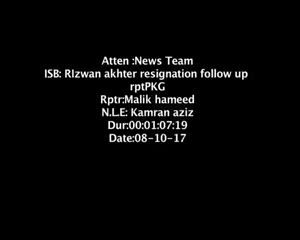 Atten :News Team
ISB: RIzwan akhter resignation follow up
rptPKG
Rptr:Malik hameed
N.L.E: Kamran aziz
Dur:00:01:07:19
Date:08-10-17